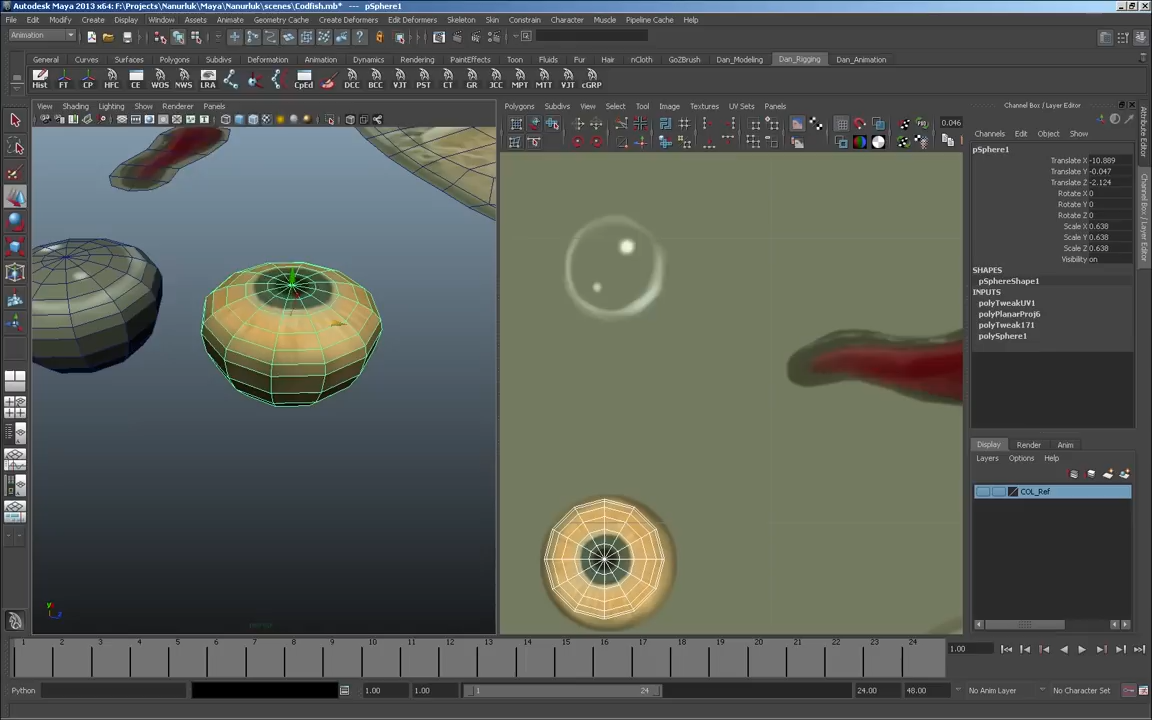 Autodesk Maya 2013 x64: F:\Projects\Nanurluk\Maya\Nanurluk\scenes\Codfish.mb* --- pSphere1
File Edit Modify Create Display Window Assets Animate Geometry Cache Create Deformers Edit Deformers Skeleton Skin Constrain Character Muscle Pipeline Cache Help
Animation
General Curves Surfaces Polygons Subdivs Deformation Animation Dynamics Rendering PaintEffects Toon Fluids Fur Hair nCloth GoZBrush Dan_Modeling Dan_Rigging Dan_Animation
Hist FT CP HFC CE WOS NWS LRA CpEd DCC BCC VJT PST CT GR JCC MPT MTT VJT cGRP
View Shading Lighting Show Renderer Panels
Polygons Subdivs View Select Tool Image Textures UV Sets Panels
0.046
Channel Box / Layer Editor
Channels Edit Object Show
pSphere1
Translate X -10.889
Translate Y -0.047
Translate Z -2.124
Rotate X 0
Rotate Y 0
Rotate Z 0
Scale X 0.638
Scale Y 0.638
Scale Z 0.638
Visibility on
SHAPES
pSphereShape1
INPUTS
polyTweakUV1
polyPlanarProj6
polyTweak171
polySphere1
Attribute Editor
Channel Box / Layer Editor
Display Render Anim
Layers Options Help
COL_Ref
persp
1 2 3 4 5 6 7 8 9 10 11 12 13 14 15 16 17 18 19 20 21 22 23 24
1.00
Python
1.00 1.00 1 24 24.00 48.00 No Anim Layer No Character Set